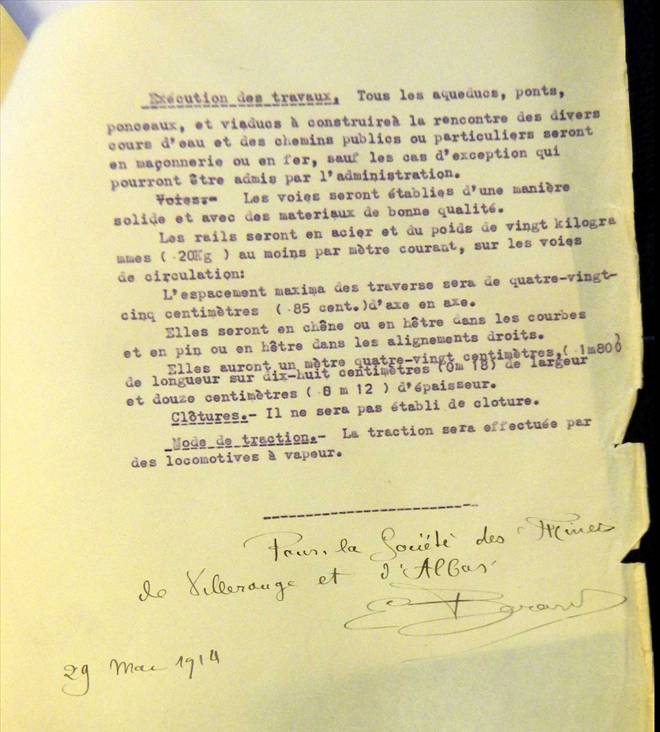 Exécution des travaux. Tous les aqueducs, ponts,
ponceaux, et viaducs à construireà la rencontre des divers
cours d'eau et des chemins publics ou particuliers seront
en maçonnerie ou en fer, sauf les cas d'exception qui
pourront être admis par l'administration.
Voies.- Les voies seront établies d'une manière
solide et avec des materiaux de bonne qualité.
Les rails seront en acier et du poids de vingt kilogra
mmes ( 20Kg ) au moins par mètre courant, sur les voies
de circulation:
L'espacement maxima des traverse sera de quatre-vingt-
cinq centimètres ( 85 cent.)d'axe en axe.
Elles seront en chêne ou en hêtre dans les courbes
et en pin ou en hêtre dans les alignements droits.
Elles auront un mètre quatre-vingt centimètres,( 1m80 )
de longueur sur dix-huit centimètres (0m 18) de largeur
et douze centimètres ( 0 m 12 ) d'épaisseur.
Clôtures.- Il ne sera pas établi de cloture.
Mode de traction.- La traction sera effectuée par
des locomotives à vapeur.
Pour la Société des Mines
de Villerouge et d'Albas
29 Mai 1914